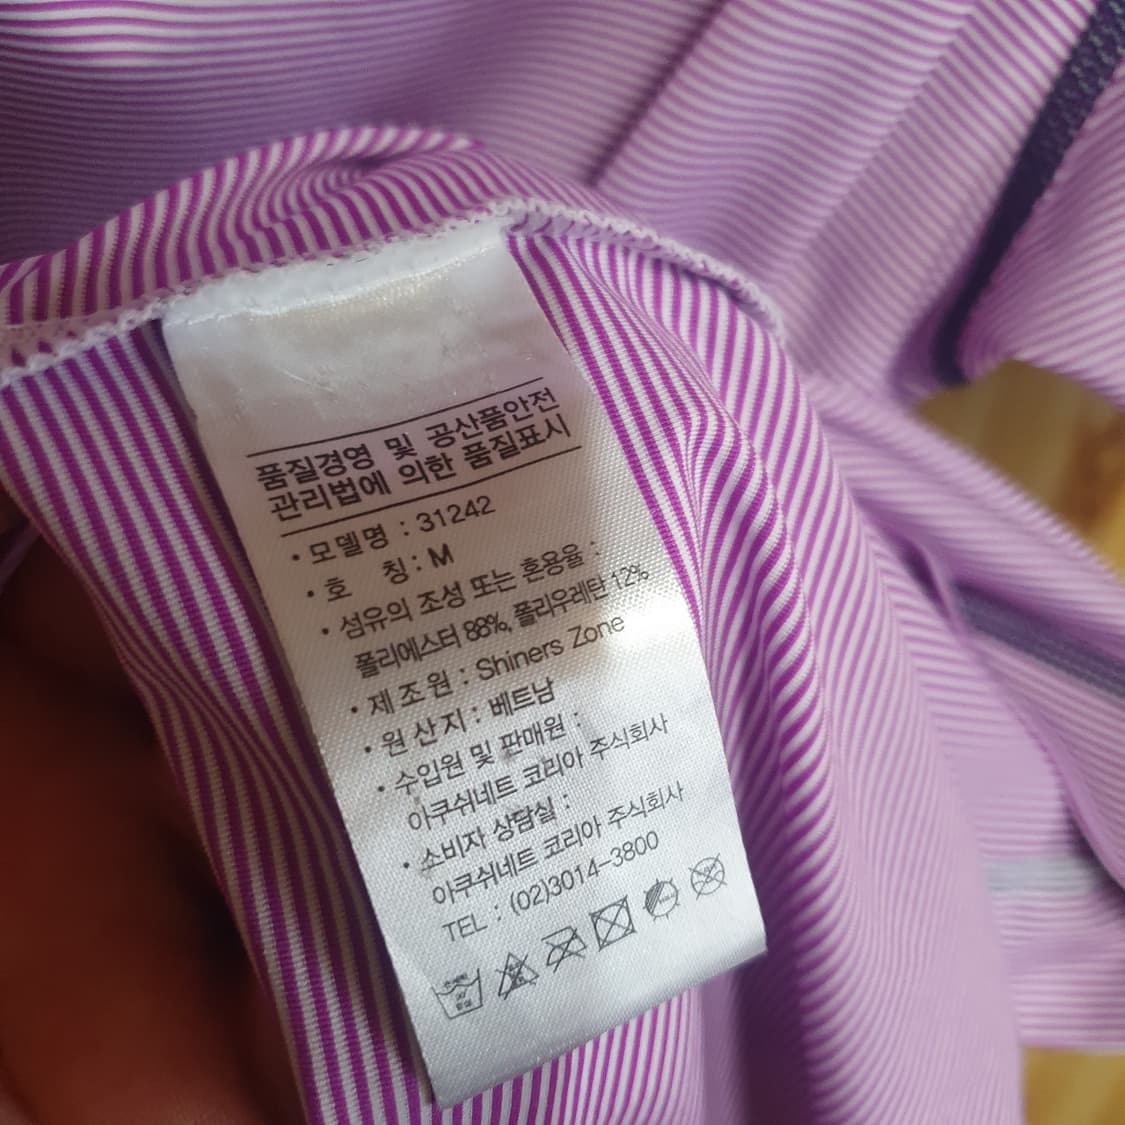 품질경영 및 공산품안전
관리법에 의한 품질표시
· 모델명 : 31242
· 호 칭 : M
· 섬유의 조성 또는 혼용율 :
폴리에스터 88%, 폴리우레탄 12%
· 제조원 : Shiners Zone
· 원산지 : 베트남
· 수입원 및 판매원 :
아쿠쉬네트 코리아 주식회사
· 소비자 상담실 :
아쿠쉬네트 코리아 주식회사
TEL : (02)3014-3800